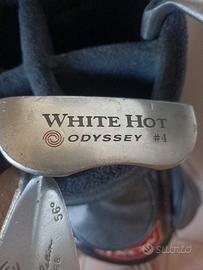 WHITE HOT
ODYSSEY #4
56°
subito